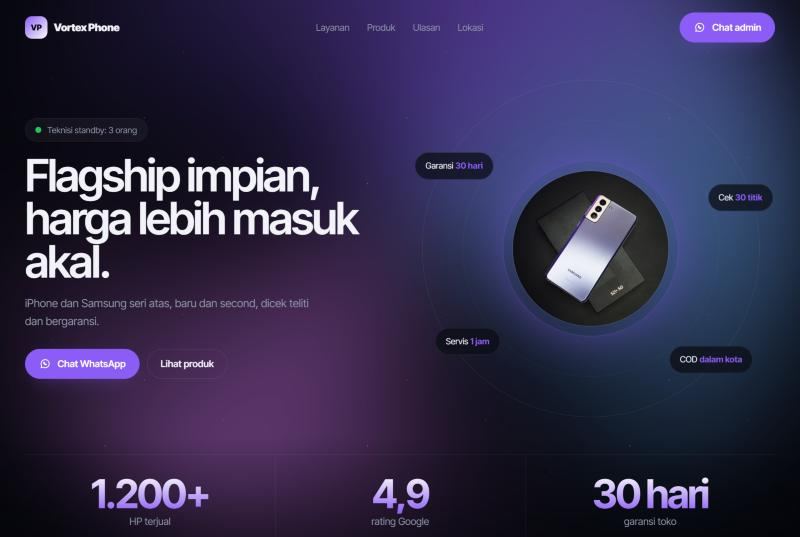 VP
Vortex Phone
Layanan
Produk
Ulasan
Lokasi
Chat admin
Teknisi standby: 3 orang
Flagship impian,
harga lebih masuk
akal.
iPhone dan Samsung seri atas, baru dan second, dicek teliti
dan bergaransi.
Chat WhatsApp
Lihat produk
Garansi 30 hari
Cek 30 titik
SAMSUNG
Servis 1 jam
COD dalam kota
1.200+
HP terjual
4,9
rating Google
30 hari
garansi toko